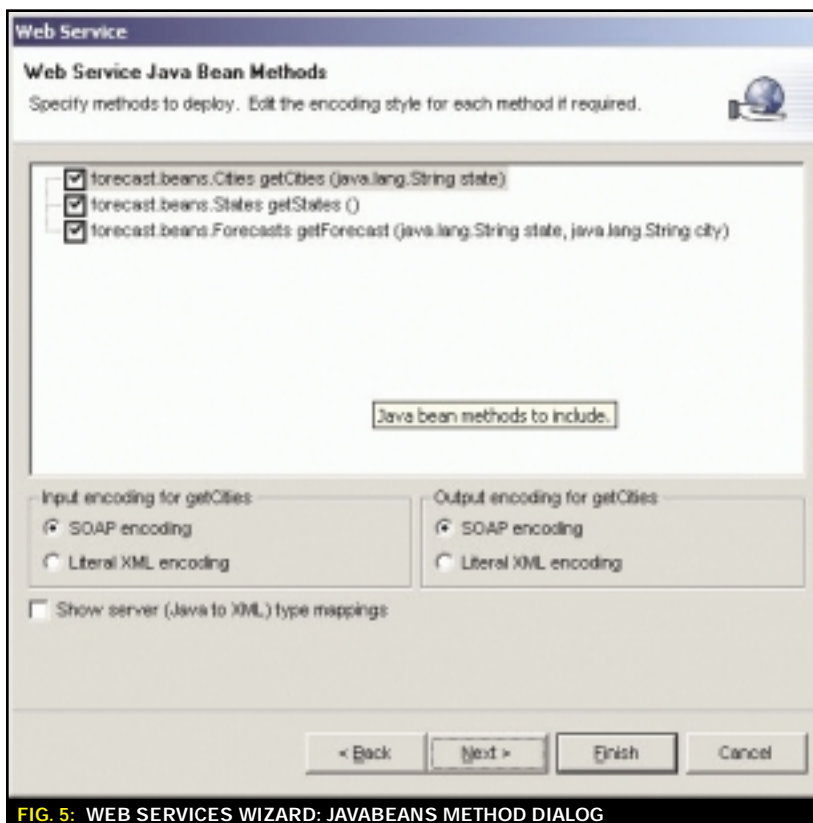 Web Service
Web Service Java Bean Methods
Specify methods to deploy. Edit the encoding style for each method if required.
forecast.beans.Cities getCities (java.lang.String state)
forecast.beans.States getStates ()
forecast.beans.Forecasts getForecast (java.lang.String state, java.lang.String city)
Java bean methods to include.
Input encoding for getCities
SOAP encoding
Literal XML encoding
Output encoding for getCities
SOAP encoding
Literal XML encoding
Show server (Java to XML) type mappings
< Back
Next >
Finish
Cancel
FIG. 5: WEB SERVICES WIZARD: JAVABEANS METHOD DIALOG